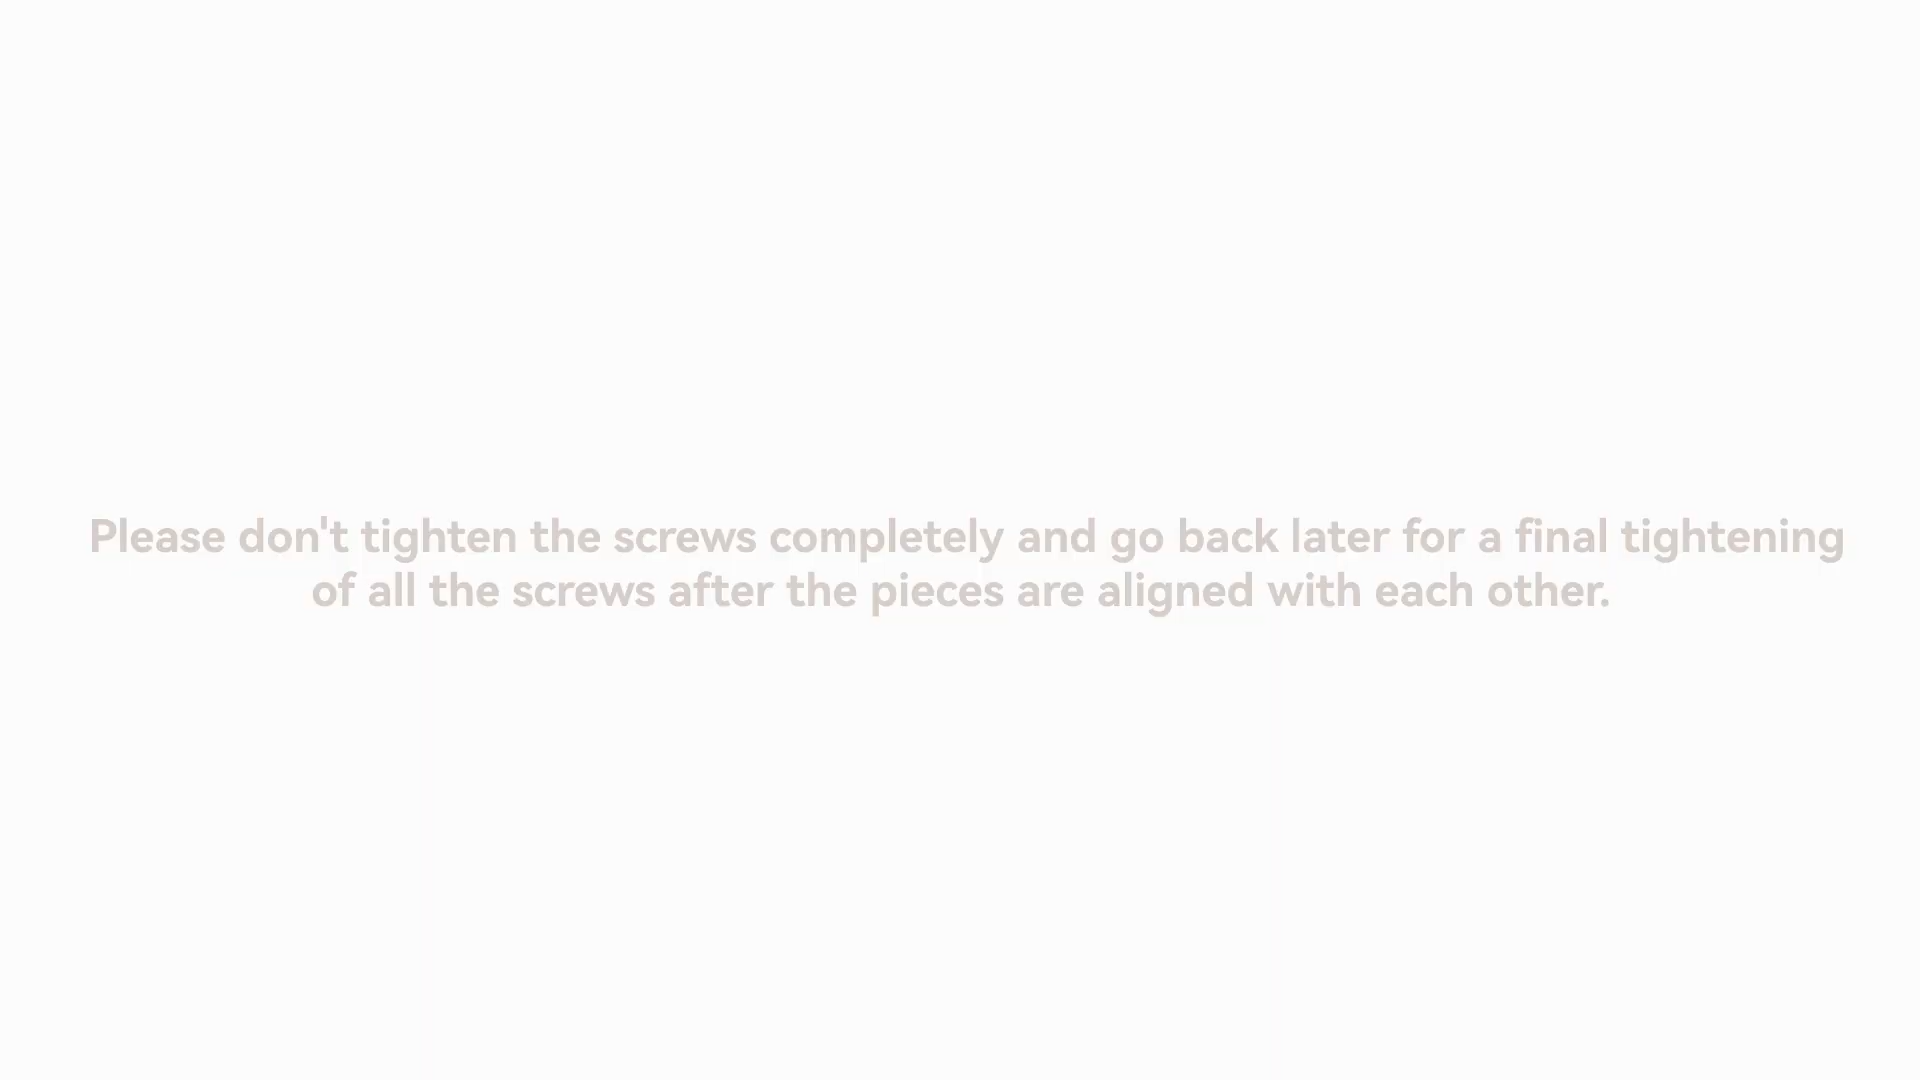 Please don't tighten the screws completely and go back later for a final tightening
of all the screws after the pieces are aligned with each other.